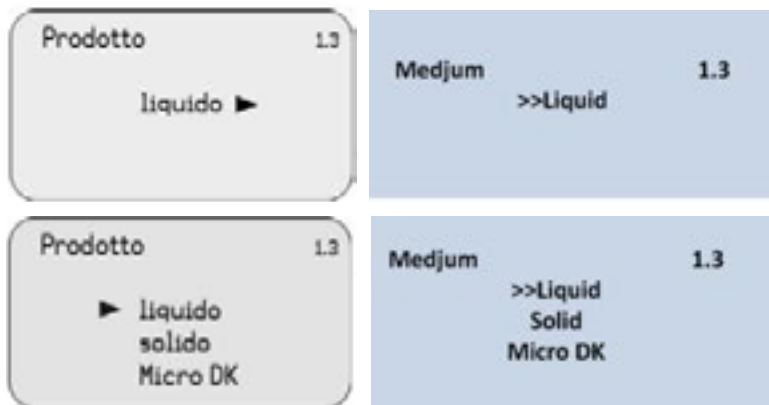 Prodotto 1.3
liquido ►
Medjum 1.3
>>Liquid
Prodotto 1.3
► liquido
solido
Micro DK
Medjum 1.3
>>Liquid
Solid
Micro DK